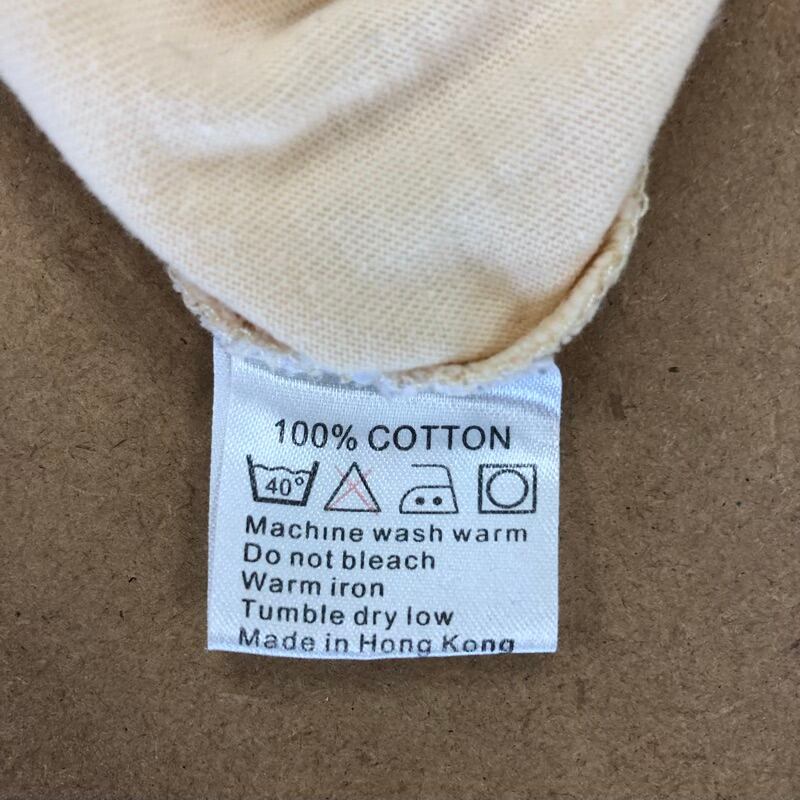 100% COTTON
40°
Machine wash warm
Do not bleach
Warm iron
Tumble dry low
Made in Hong Kong